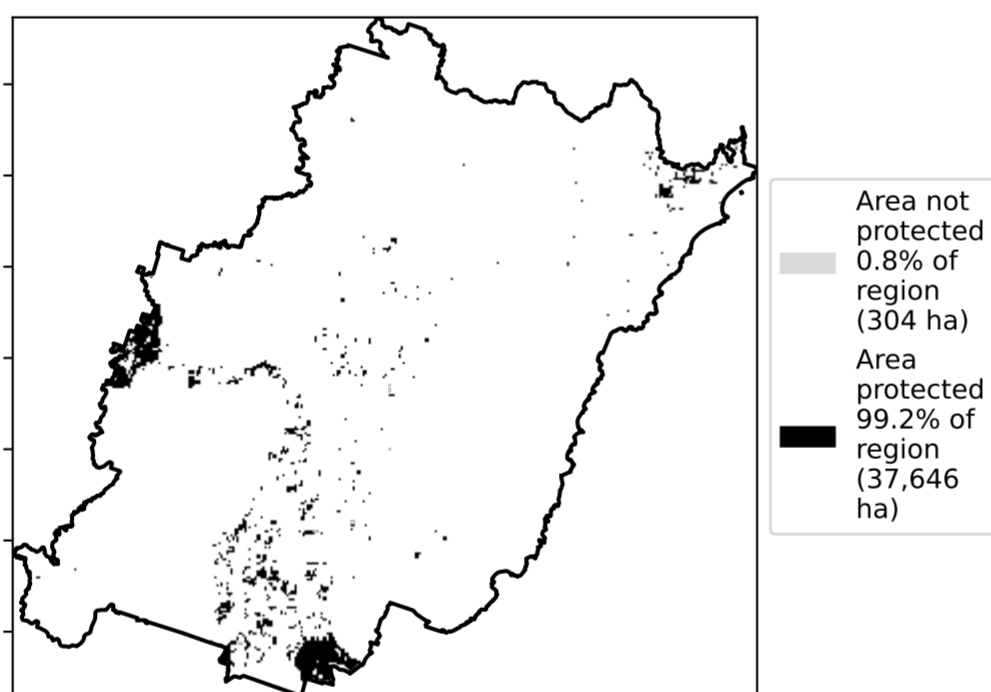 Area not
protected
0.8% of
region
(304 ha)
Area
protected
99.2% of
region
(37,646
ha)